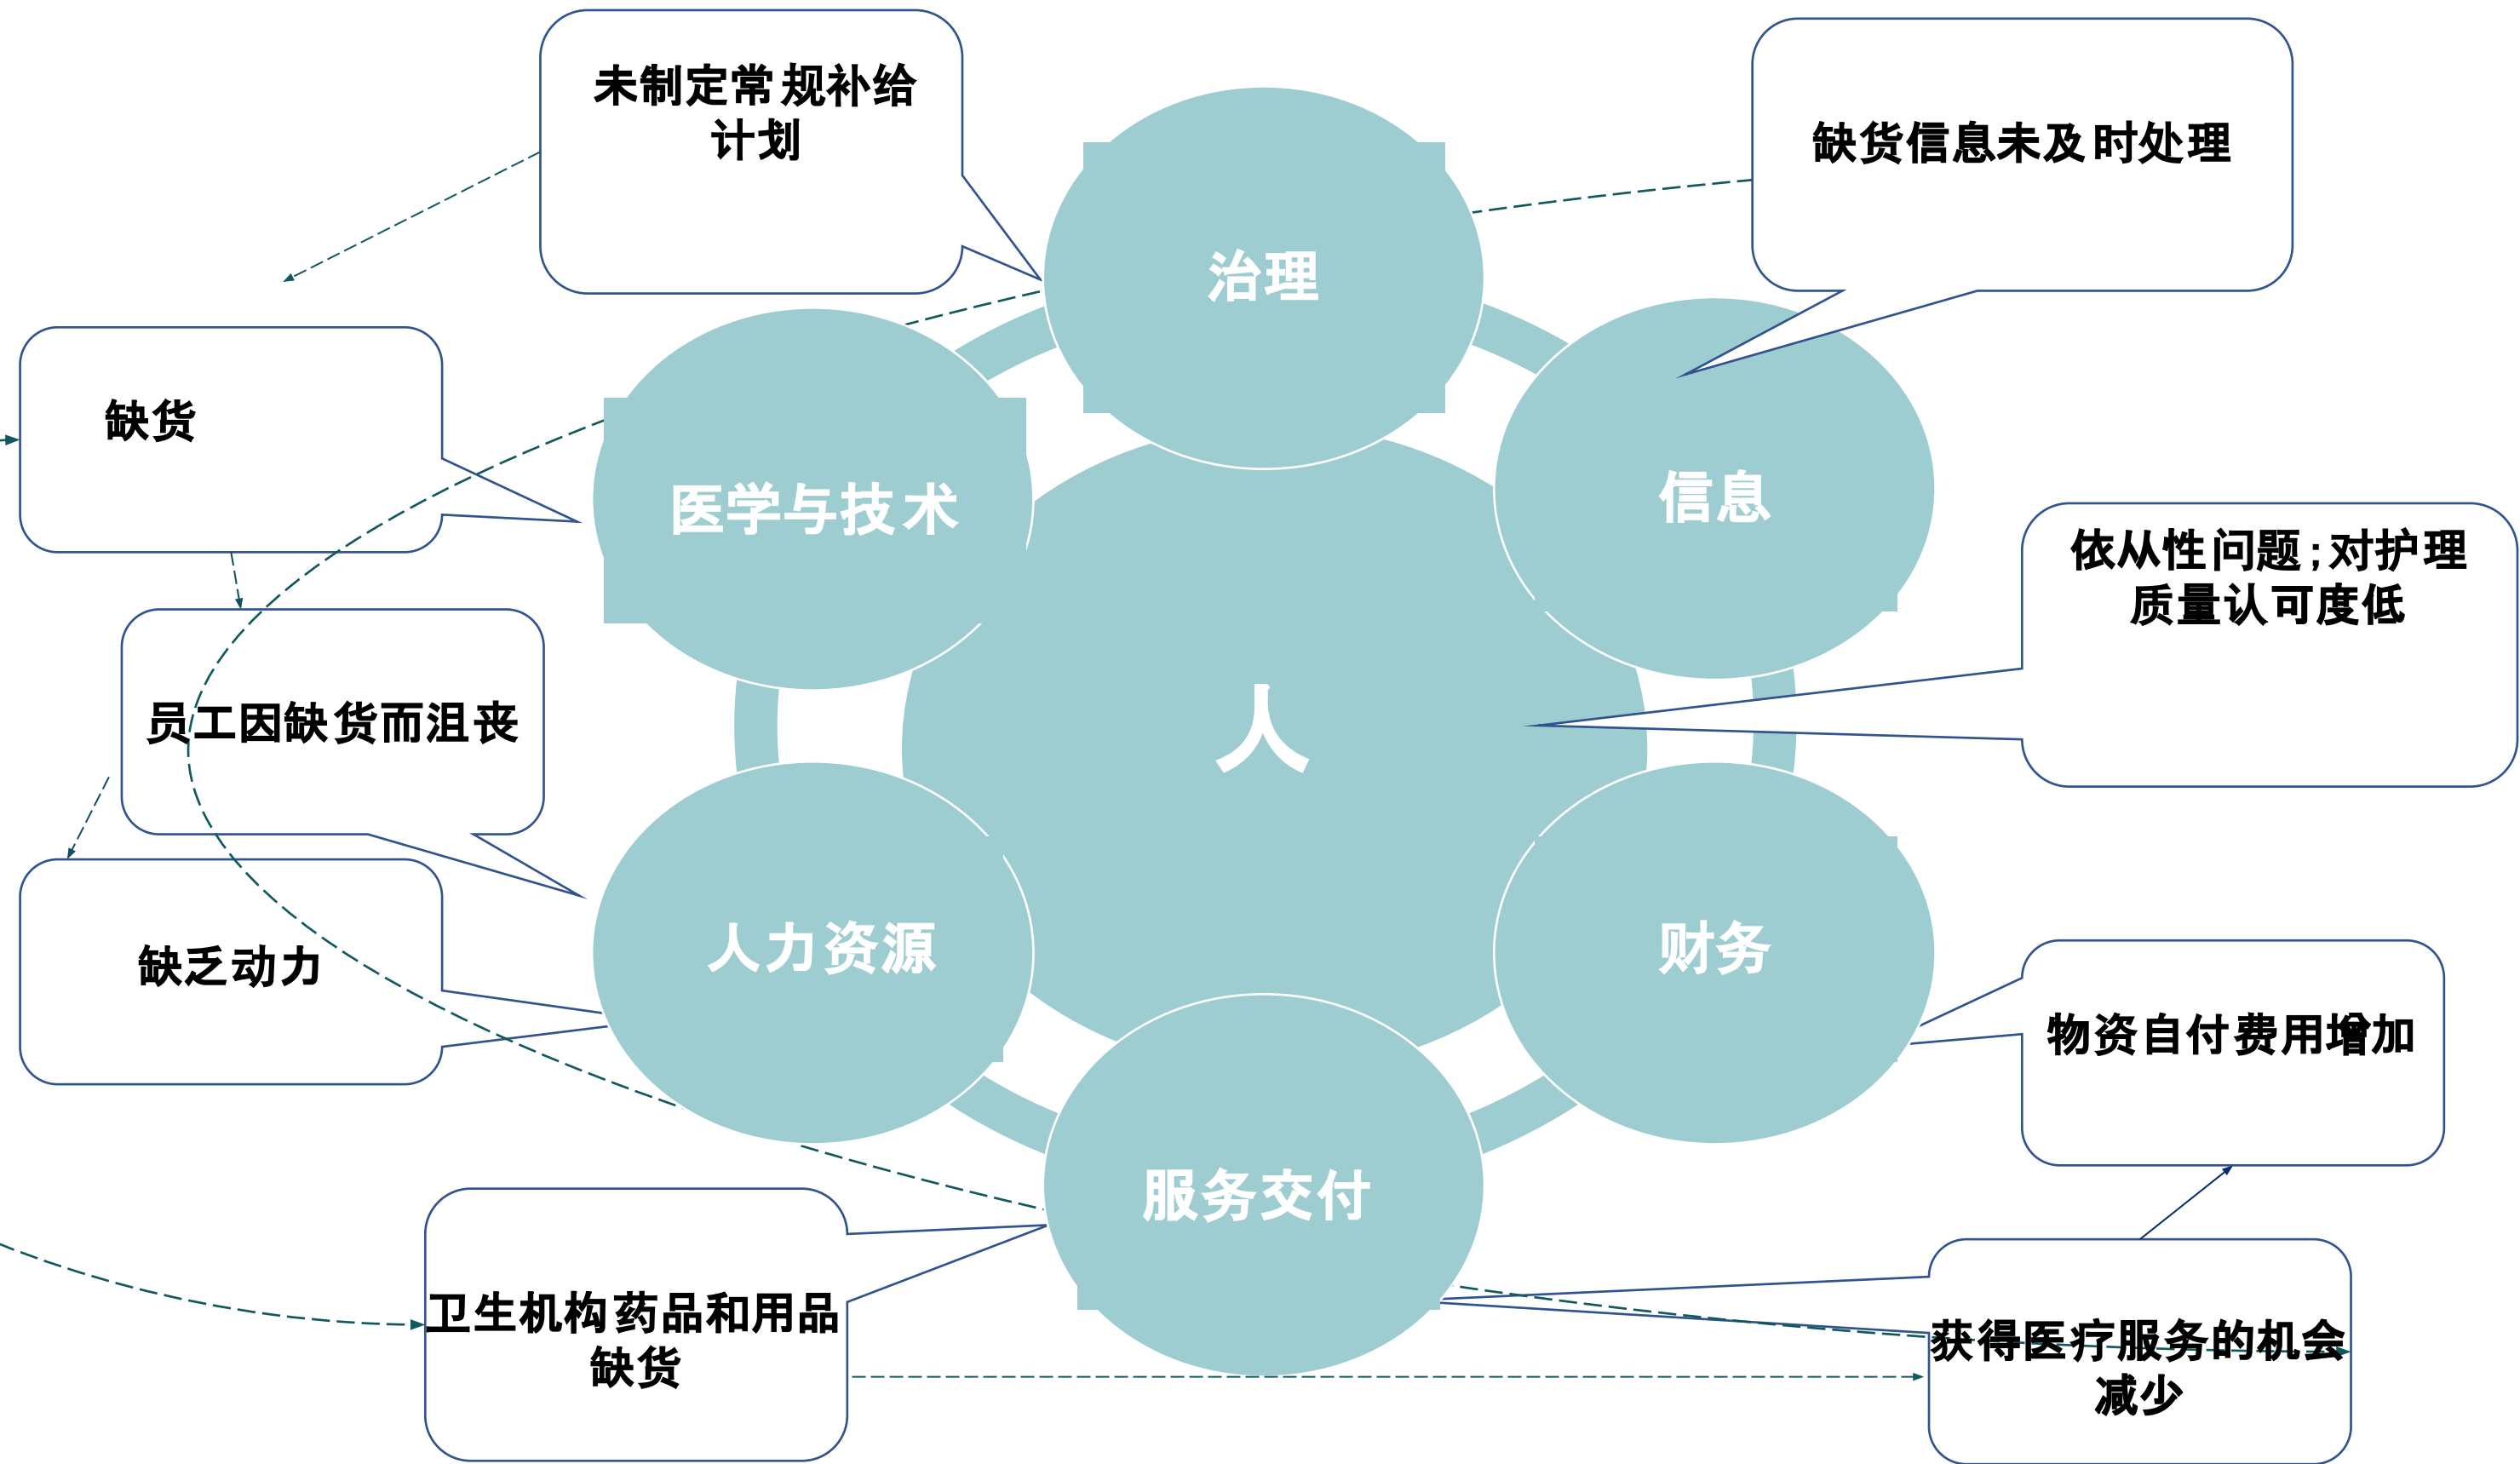 未制定常规补给
计划
缺货信息未及时处理
治理
缺货
医学与技术
信息
依从性问题；对护理
质量认可度低
员工因缺货而沮丧
人
缺乏动力
人力资源
财务
物资自付费用增加
服务交付
卫生机构药品和用品
缺货
获得医疗服务的机会
减少